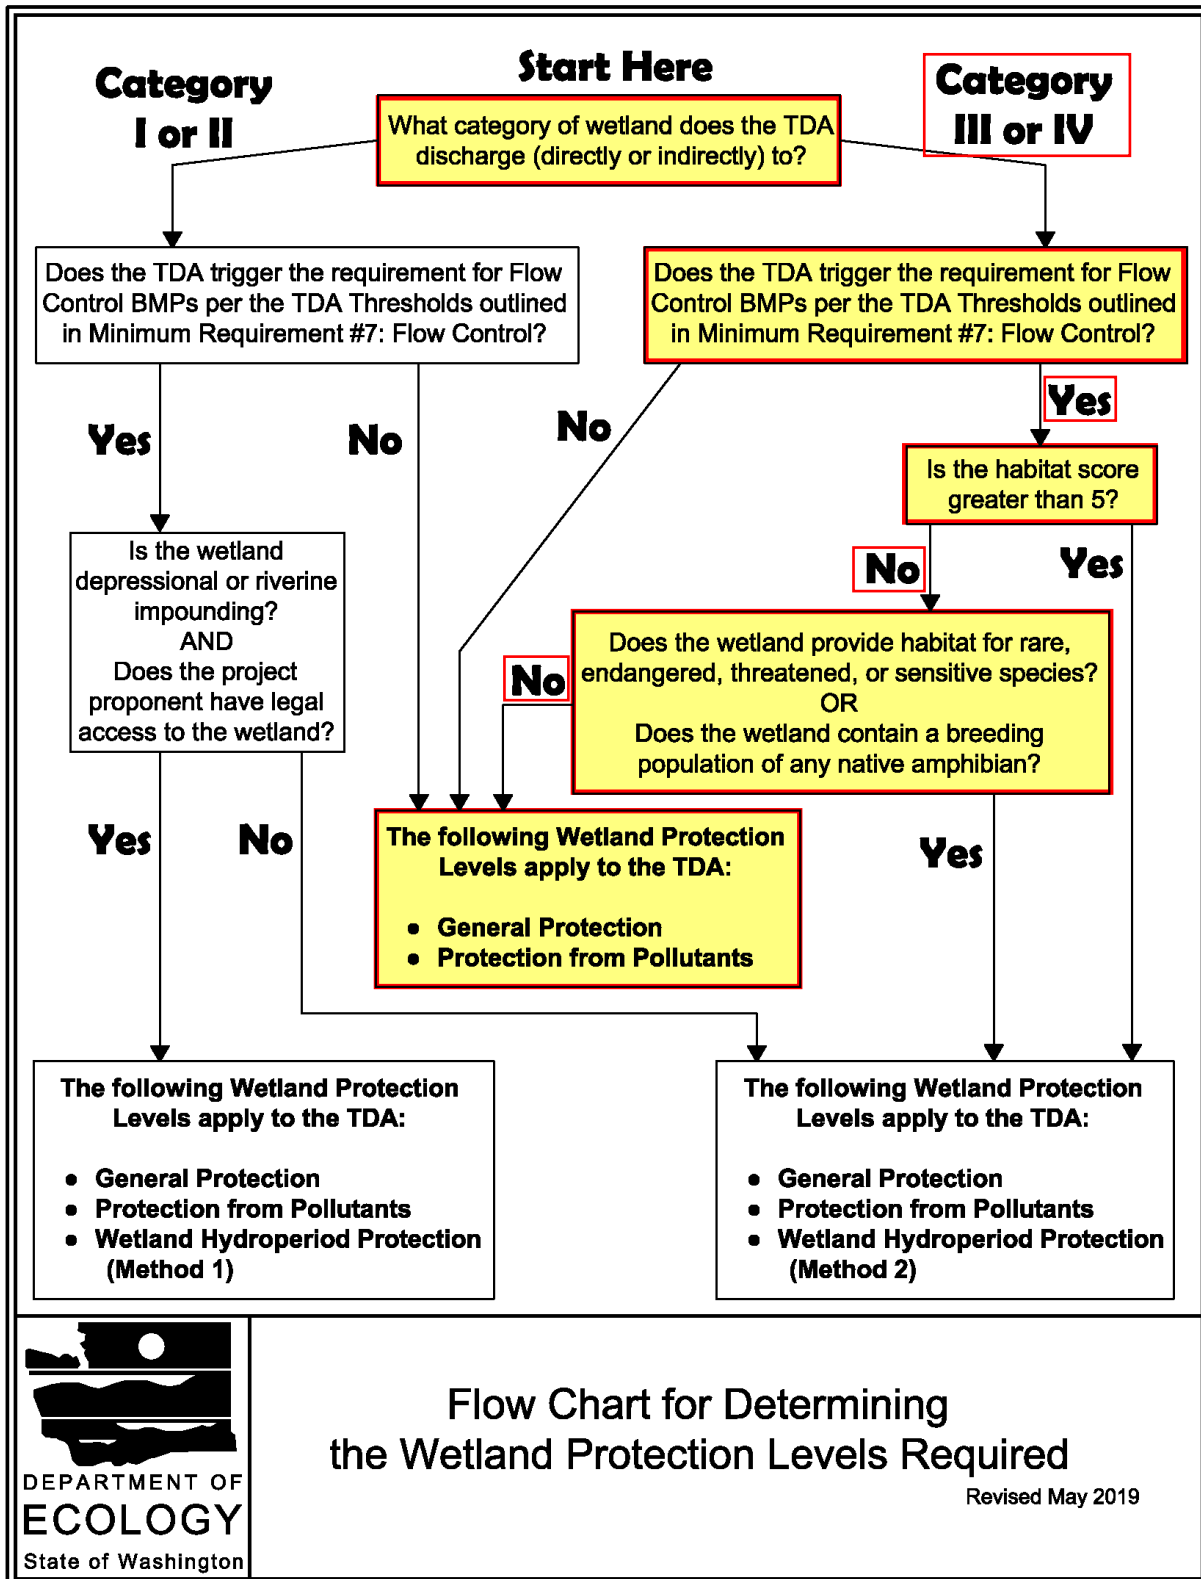 Start Here
Category
I or II
Category
III or IV
What category of wetland does the TDA
discharge (directly or indirectly) to?
Does the TDA trigger the requirement for Flow
Control BMPs per the TDA Thresholds outlined
in Minimum Requirement #7: Flow Control?
Does the TDA trigger the requirement for Flow
Control BMPs per the TDA Thresholds outlined
in Minimum Requirement #7: Flow Control?
Yes
No
No
Yes
Is the habitat score
greater than 5?
Is the wetland
depressional or riverine
impounding?
AND
Does the project
proponent have legal
access to the wetland?
No
Yes
Does the wetland provide habitat for rare,
endangered, threatened, or sensitive species?
OR
Does the wetland contain a breeding
population of any native amphibian?
No
Yes
No
Yes
The following Wetland Protection
Levels apply to the TDA:
• General Protection
• Protection from Pollutants
The following Wetland Protection
Levels apply to the TDA:
• General Protection
• Protection from Pollutants
• Wetland Hydroperiod Protection
(Method 1)
The following Wetland Protection
Levels apply to the TDA:
• General Protection
• Protection from Pollutants
• Wetland Hydroperiod Protection
(Method 2)
DEPARTMENT OF
ECOLOGY
State of Washington
Flow Chart for Determining
the Wetland Protection Levels Required
Revised May 2019